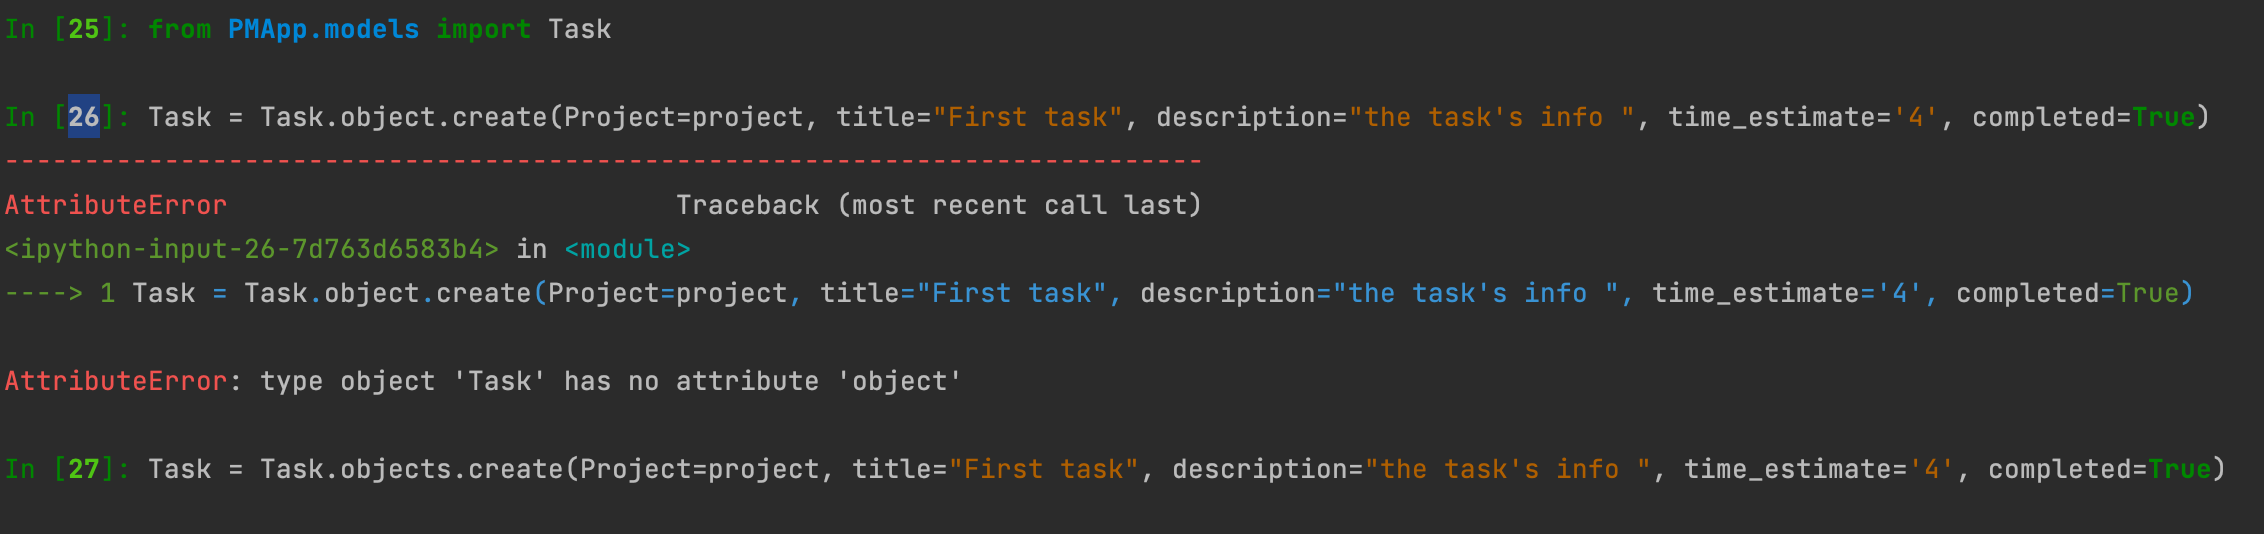 In [25]: from PMApp.models import Task
In [26]: Task = Task.object.create(Project=project, title="First task", description="the task's info ", time_estimate='4', completed=True)
---------------------------------------------------------------------------
AttributeError                            Traceback (most recent call last)
<ipython-input-26-7d763d6583b4> in <module>
----> 1 Task = Task.object.create(Project=project, title="First task", description="the task's info ", time_estimate='4', completed=True)
AttributeError: type object 'Task' has no attribute 'object'
In [27]: Task = Task.objects.create(Project=project, title="First task", description="the task's info ", time_estimate='4', completed=True)